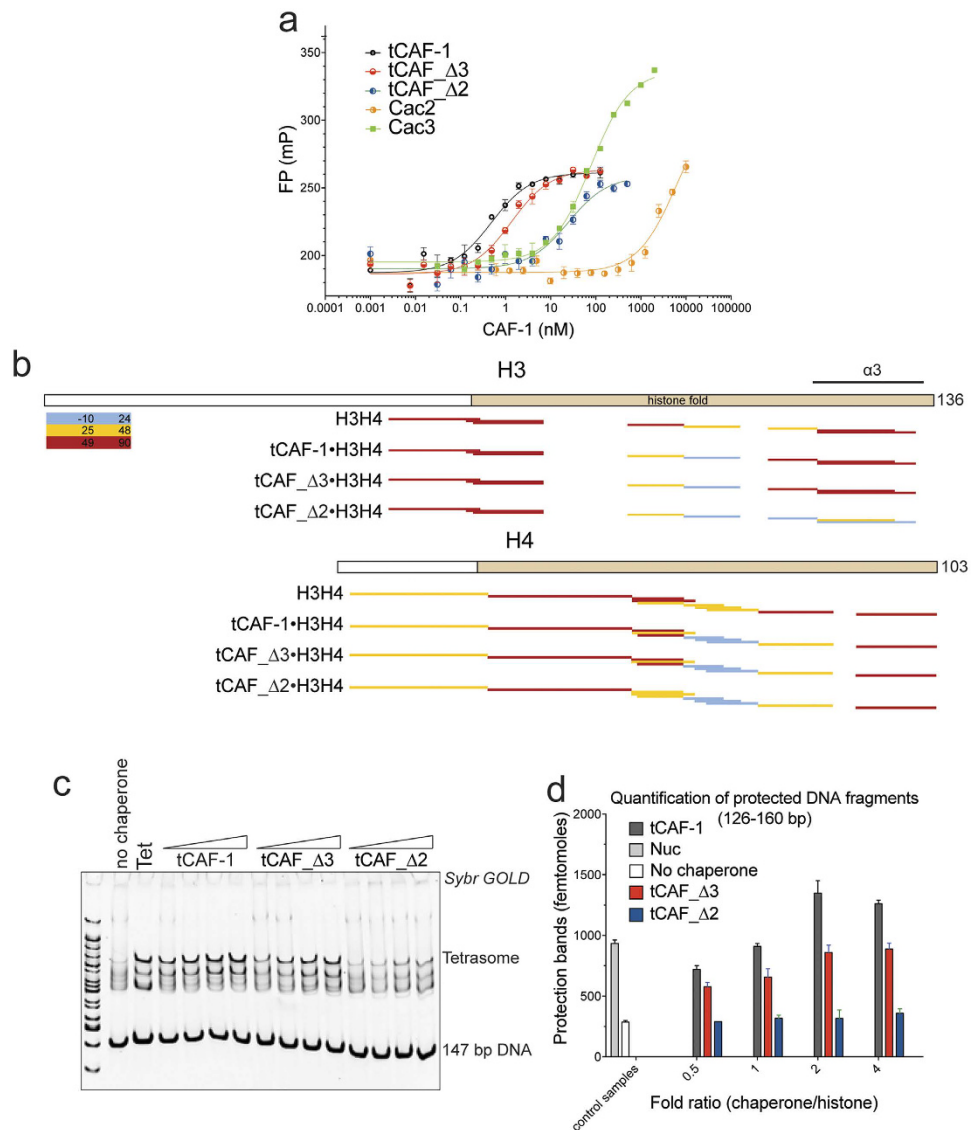 a
tCAF-1
tCAF_Δ3
tCAF_Δ2
Cac2
Cac3
FP (mP)
350
300
250
200
0.0001
0.001
0.01
0.1
1
10
100
1000
10000
100000
CAF-1 (nM)
b
H3
α3
histone fold
136
-10 24
25 48
49 90
H3H4
tCAF-1•H3H4
tCAF_Δ3•H3H4
tCAF_Δ2•H3H4
H4
103
H3H4
tCAF-1•H3H4
tCAF_Δ3•H3H4
tCAF_Δ2•H3H4
c
no chaperone
Tet
tCAF-1
tCAF_Δ3
tCAF_Δ2
Sybr GOLD
Tetrasome
147 bp DNA
d
Quantification of protected DNA fragments
(126-160 bp)
tCAF-1
Nuc
No chaperone
tCAF_Δ3
tCAF_Δ2
Protection bands (femtomoles)
2000
1500
1000
500
0
control samples
0.5
1
2
4
Fold ratio (chaperone/histone)